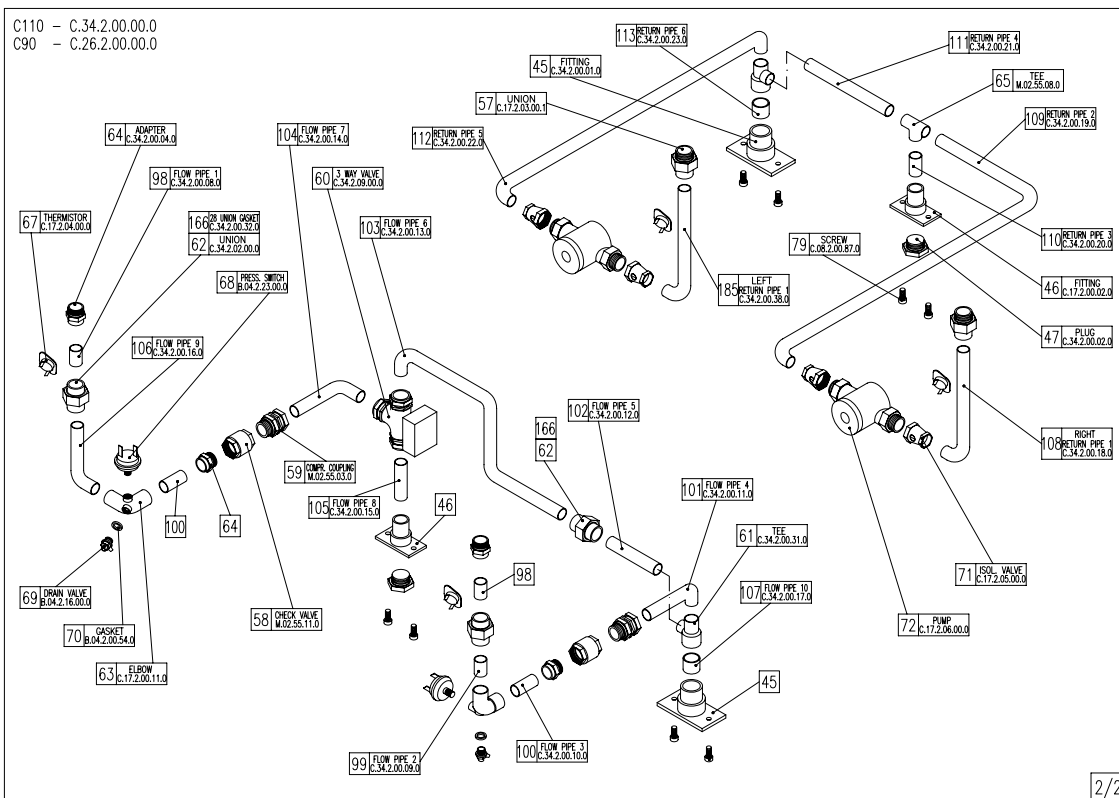 C110 - C.34.2.00.00.0
C90 - C.26.2.00.00.0
113 RETURN PIPE 6
C.34.2.00.23.0
45 FITTING
C.34.2.00.01.0
57 UNION
C.17.2.03.00.1
111 RETURN PIPE 4
C.34.2.00.21.0
65 TEE
M.02.55.08.0
109 RETURN PIPE 2
C.34.2.00.19.0
64 ADAPTER
C.34.2.00.04.0
104 FLOW PIPE 7
C.34.2.00.14.0
112 RETURN PIPE 5
C.34.2.00.22.0
98 FLOW PIPE 1
C.34.2.00.08.0
60 3 WAY VALVE
C.34.2.09.00.0
67 THERMISTOR
C.17.2.04.00.0
166 28 UNION GASKET
C.34.2.00.32.0
62 UNION
C.34.2.02.00.0
103 FLOW PIPE 6
C.34.2.00.13.0
79 SCREW
C.08.2.00.87.0
110 RETURN PIPE 3
C.34.2.00.20.0
68 PRESS. SWITCH
B.04.2.23.00.0
185 LEFT
RETURN PIPE 1
C.34.2.00.38.0
46 FITTING
C.17.2.00.02.0
47 PLUG
C.34.2.00.02.0
106 FLOW PIPE 9
C.34.2.00.16.0
102 FLOW PIPE 5
C.34.2.00.12.0
166
62
108 RIGHT
RETURN PIPE 1
C.34.2.00.18.0
59 COMPR. COUPLING
M.02.55.03.0
101 FLOW PIPE 4
C.34.2.00.11.0
105 FLOW PIPE 8
C.34.2.00.15.0
46
100
64
61 TEE
C.34.2.00.31.0
71 ISOL. VALVE
C.17.2.05.00.0
98
107 FLOW PIPE 10
C.34.2.00.17.0
69 DRAIN VALVE
B.04.2.16.00.0
58 CHECK VALVE
M.02.55.11.0
72 PUMP
C.17.2.06.00.0
70 GASKET
B.04.2.00.54.0
63 ELBOW
C.17.2.00.11.0
45
99 FLOW PIPE 2
C.34.2.00.09.0
100 FLOW PIPE 3
C.34.2.00.10.0
2/2